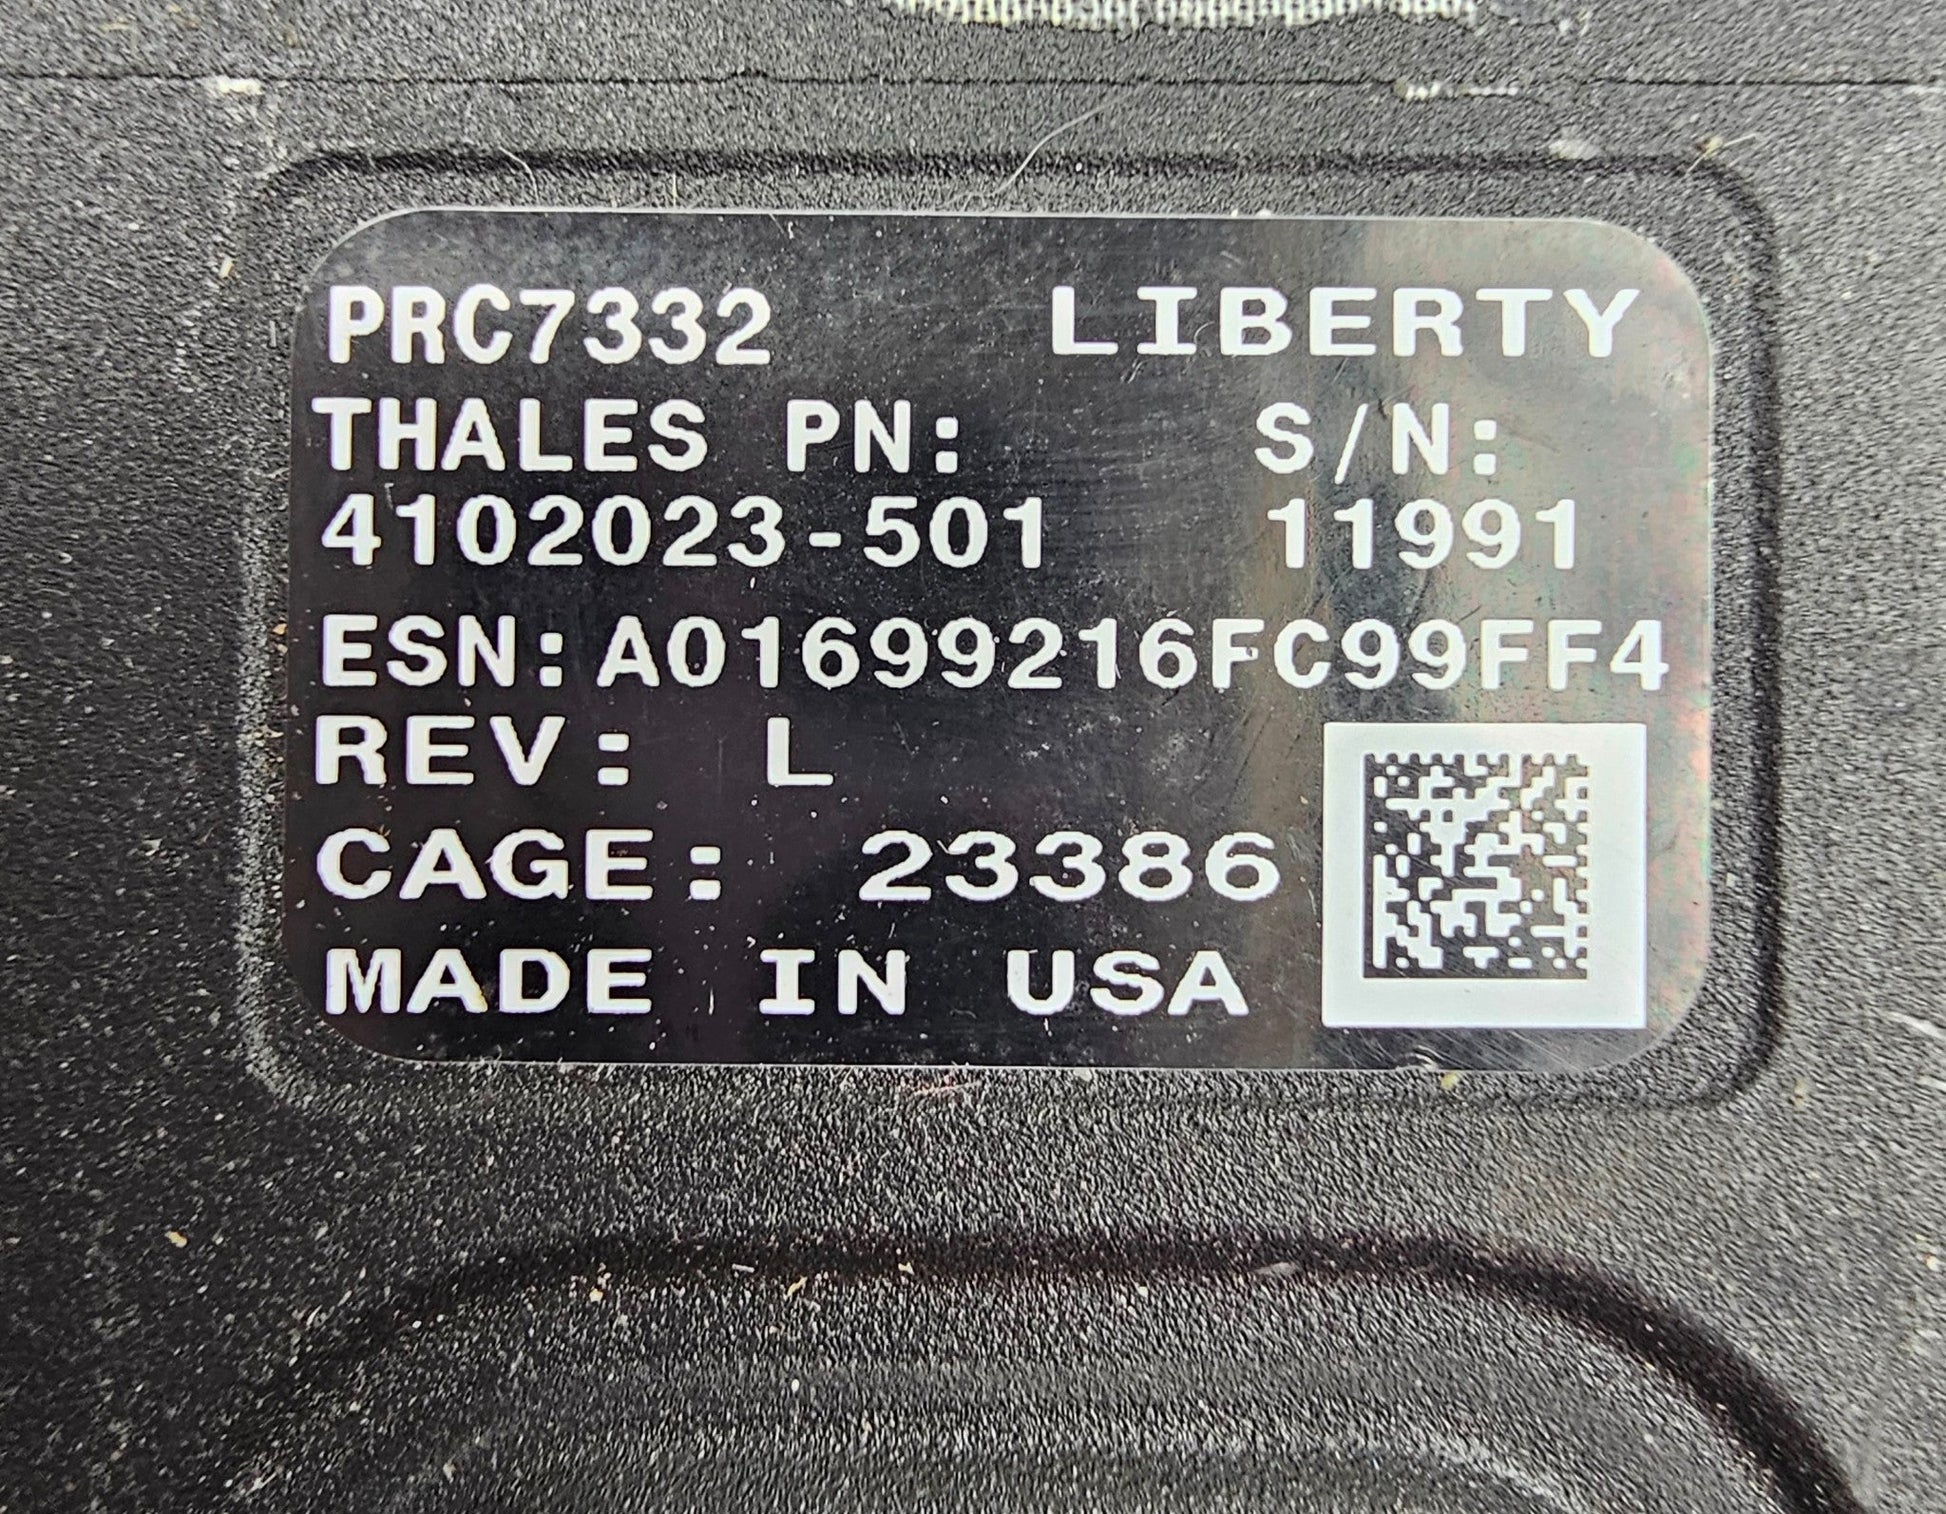 PRC7332 LIBERTY
THALES PN: S/N:
4102023-501 11991
ESN:A01699216FC99FF4
REV: L
CAGE: 23386
MADE IN USA